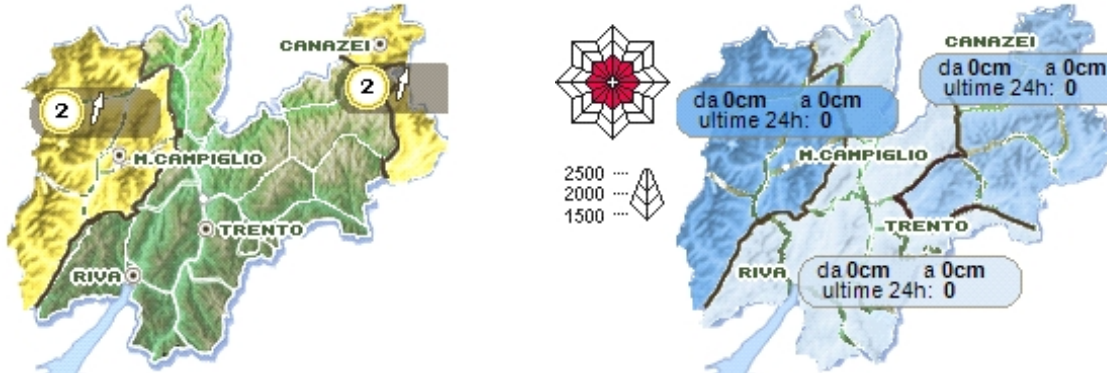 CANAZEI
2
2
M.CAMPIGLIO
TRENTO
RIVA
CANAZEI
da 0cm a 0cm
ultime 24h: 0
da 0cm a 0cm
ultime 24h: 0
M.CAMPIGLIO
2500
2000
1500
TRENTO
RIVA
da 0cm a 0cm
ultime 24h: 0